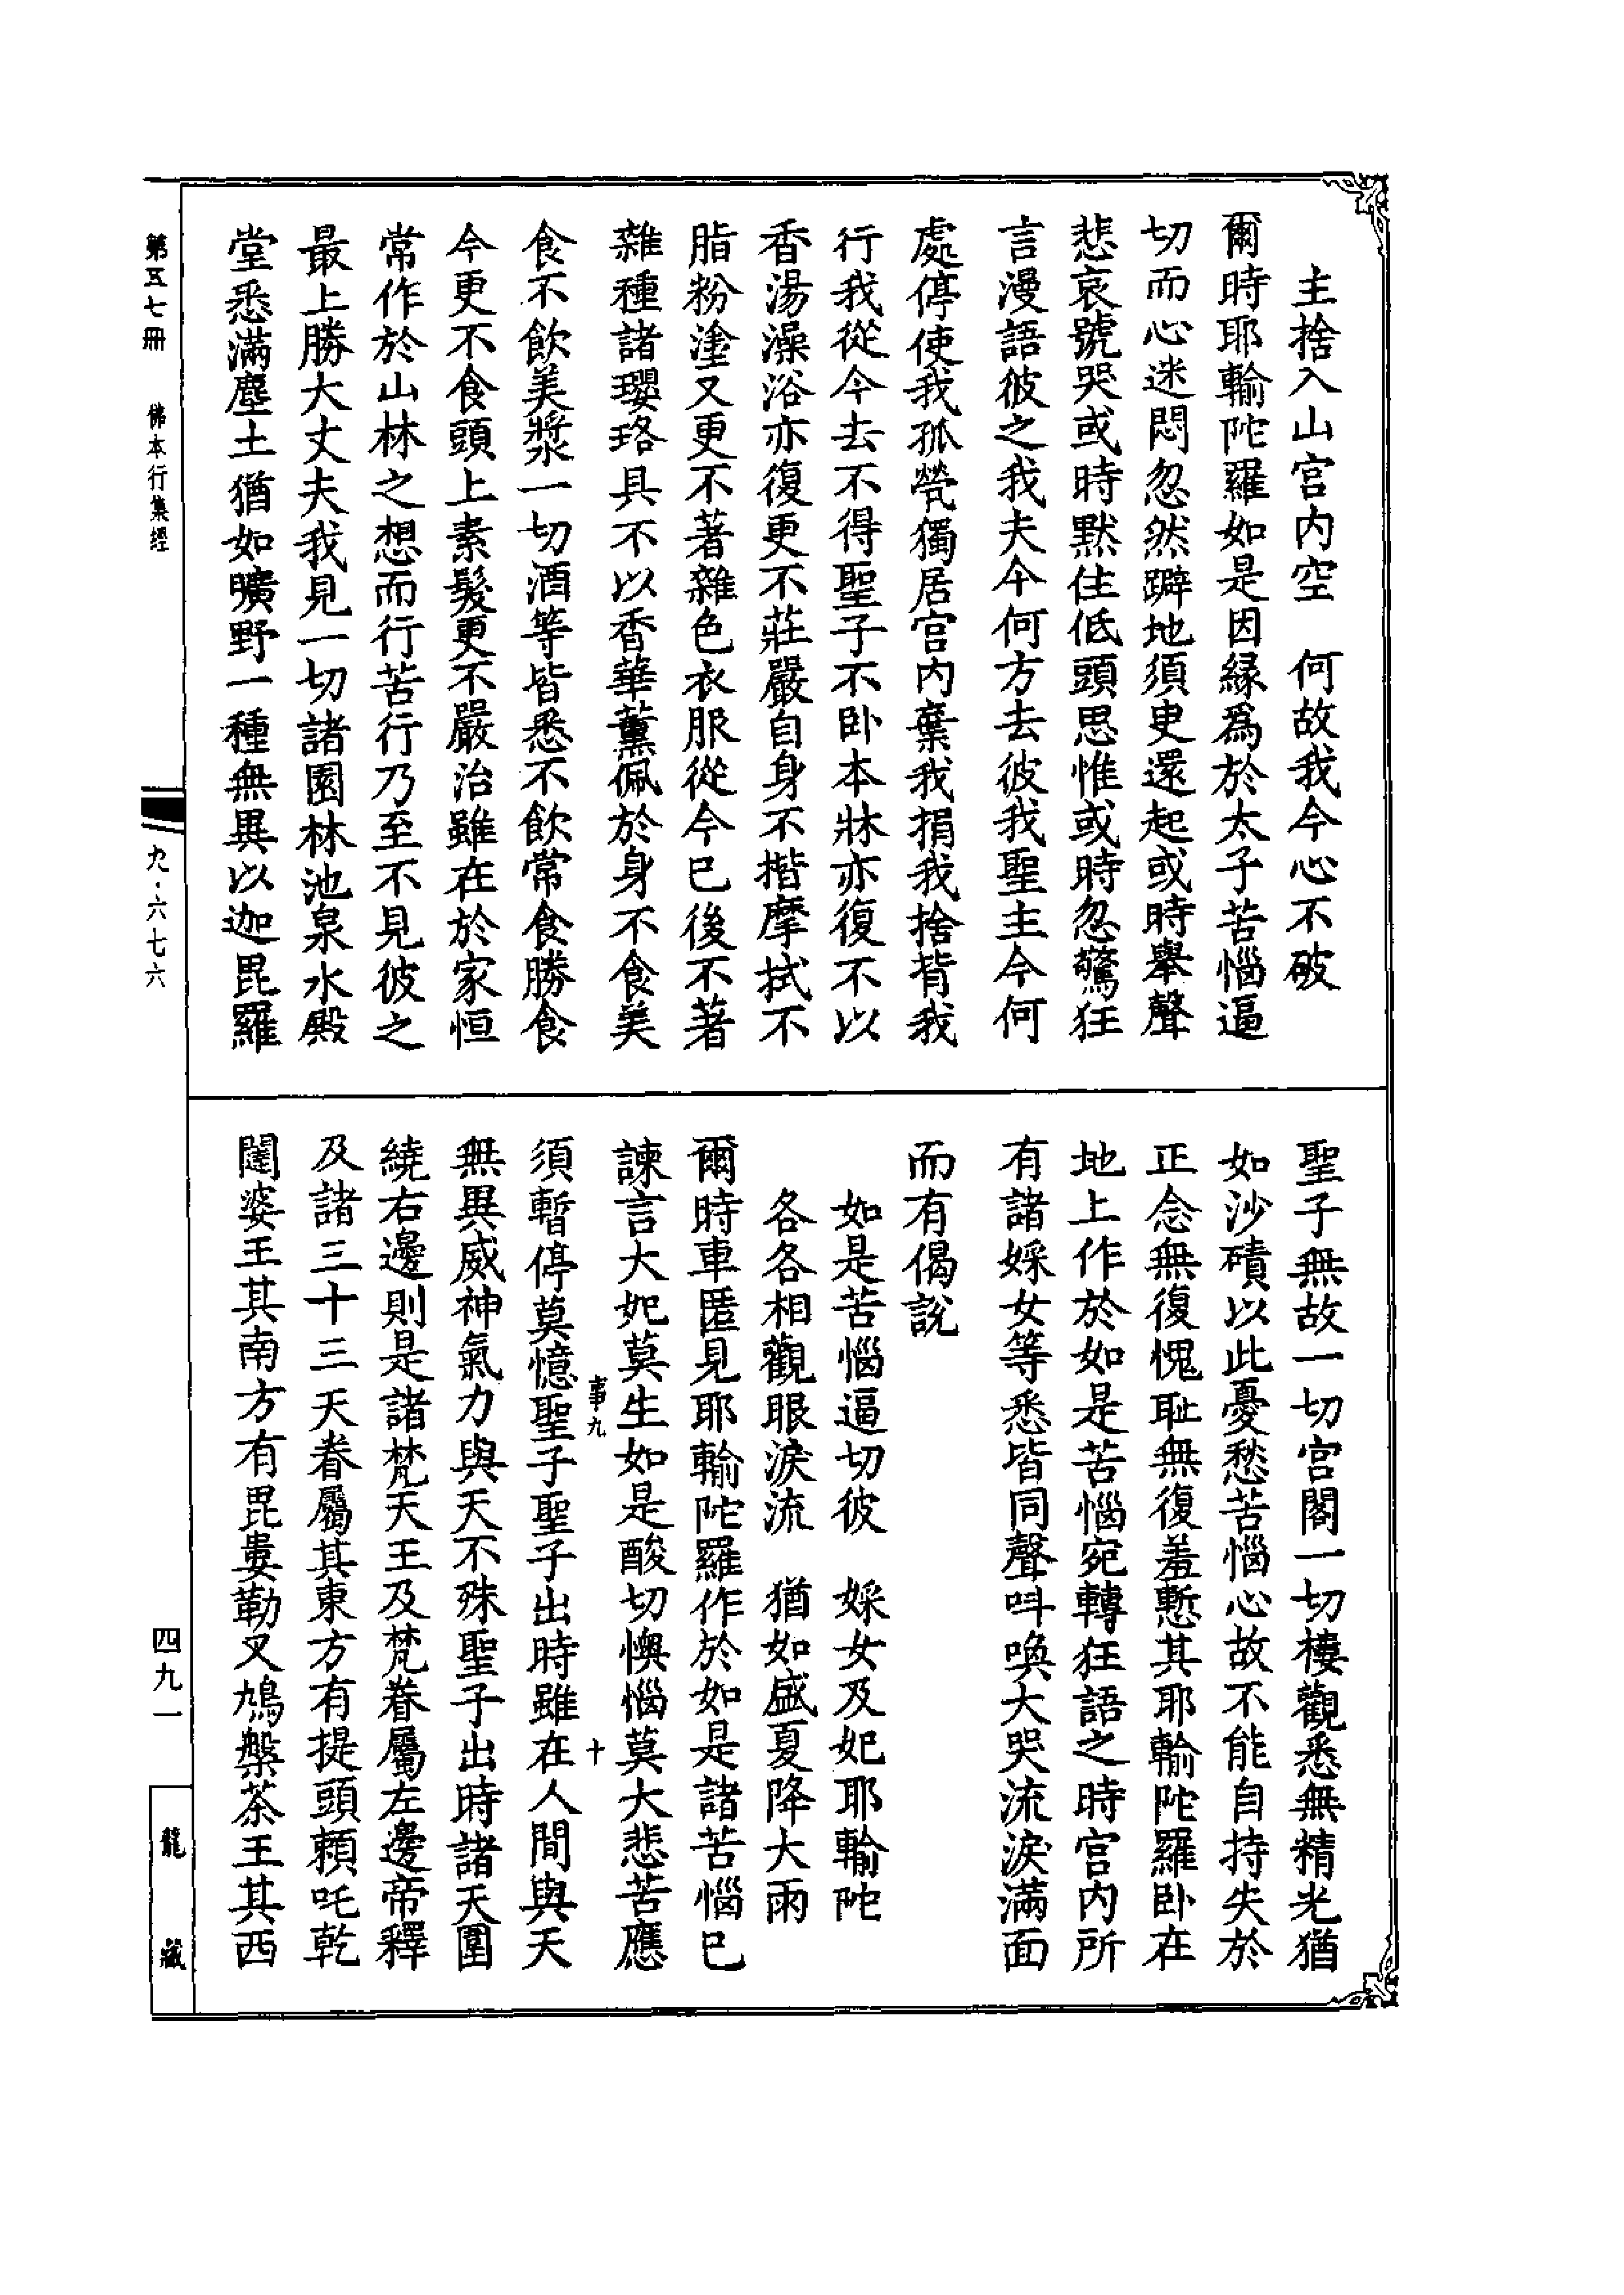 主捨入山宮内空　何故我今心不破
爾時耶輸陀羅如是因緣爲於太子苦惱逼
切而心迷悶忽然躃地須臾還起或時舉聲
悲哀號哭或時默住低頭思惟或時忽驚狂
言漫語彼之我夫今何方去彼我聖主今何
處停使我孤煢獨居宮内棄我捐我捨背我
行我從今去不得聖子不卧本牀亦復不以
香湯澡浴亦復更不莊嚴自身不揩摩拭不
脂粉塗又更不著雜色衣服從今已後不著
雜種諸瓔珞具不以香華薰佩於身不食美
食不飲美漿一切酒等皆悉不飲常食勝食
今更不食頭上素髮更不嚴治雖在於家恒
常作於山林之想而行苦行乃至不見彼之
最上勝大丈夫我見一切諸園林池泉水殿
堂悉滿塵土猶如曠野一種無異以迦毘羅
聖子無故一切宮閣一切樓觀悉無精光猶
如沙磧以此憂愁苦惱心故不能自持失於
正念無復愧耻無復羞慙其耶輸陀羅卧在
地上作於如是苦惱宛轉狂語之時宮内所
有諸婇女等悉皆同聲叫喚大哭流淚滿面
而有偈說
如是苦惱逼切彼　婇女及妃耶輸陀
各各相觀眼淚流　猶如盛夏降大雨
爾時車匿見耶輸陀羅作於如是諸苦惱已
諫言大妃莫生如是酸切懊惱莫大悲苦應
須暫停莫憶聖子聖子出時雖在人間與天
無異威神氣力與天不殊聖子出時諸天圍
繞右邊則是諸梵天王及梵眷屬左邊帝釋
及諸三十三天眷屬其東方有提頭賴吒乾
闥婆王其南方有毘婁勒叉鳩槃茶王其西
事九
十
第五七冊　佛本行集經
九·六七六
四九一
龍藏